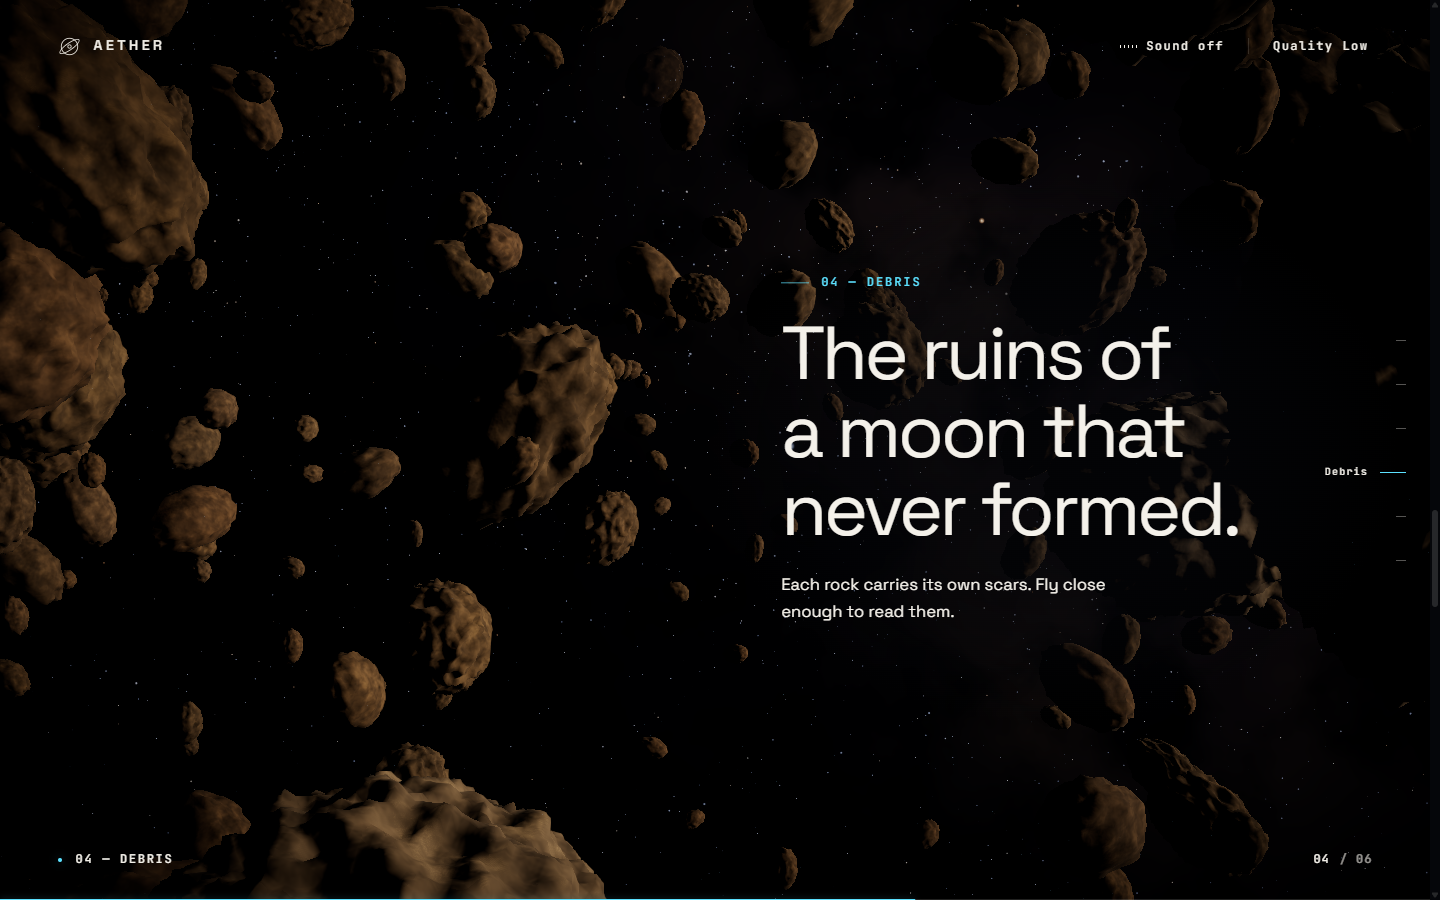 AETHER
Sound off
Quality Low
04 — DEBRIS
The ruins of
a moon that
never formed.
Debris
Each rock carries its own scars. Fly close
enough to read them.
04 — DEBRIS
04 / 06